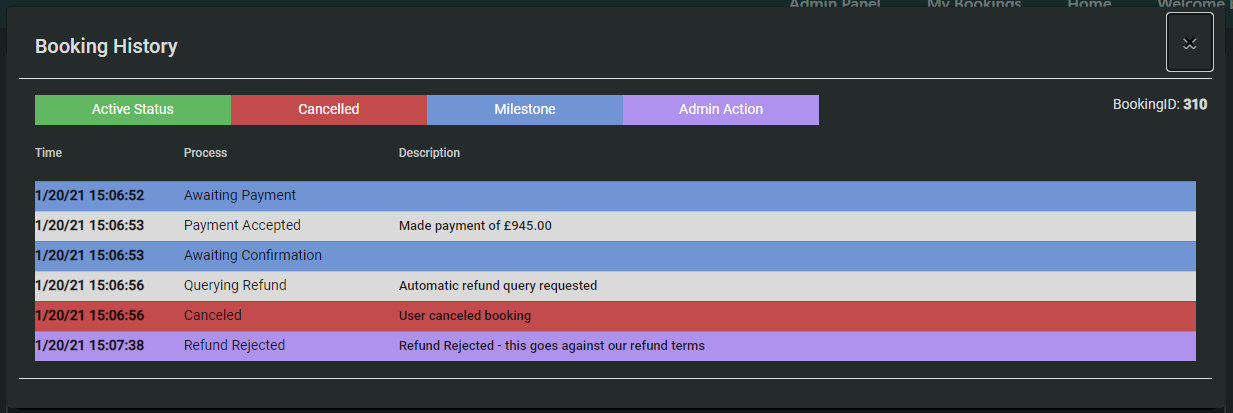 Admin Panel My Bookings Home Welcome
Booking History
Active Status Cancelled Milestone Admin Action BookingID: 310
Time Process Description
1/20/21 15:06:52 Awaiting Payment
1/20/21 15:06:53 Payment Accepted Made payment of £945.00
1/20/21 15:06:53 Awaiting Confirmation
1/20/21 15:06:56 Querying Refund Automatic refund query requested
1/20/21 15:06:56 Canceled User canceled booking
1/20/21 15:07:38 Refund Rejected Refund Rejected - this goes against our refund terms